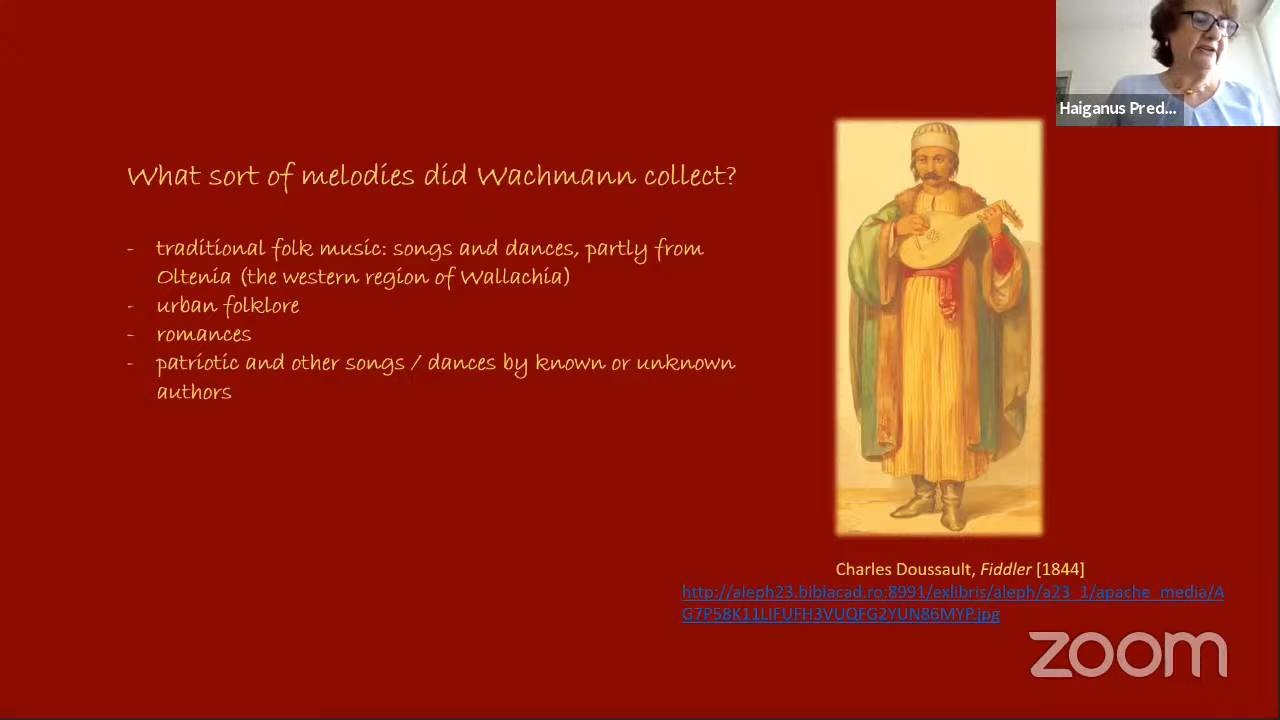 Haiganus Pred...
What sort of melodies did Wachmann collect?
- traditional folk music: songs and dances, partly from
Oltenia (the western region of Wallachia)
- urban folklore
- romances
- patriotic and other songs / dances by known or unknown
authors
Charles Doussault, Fiddler [1844]
http://aleph23.bibiacad.ro:8991/exlibris/aleph/a23_1/apache_media/A
G7P58K11LIFUFH3VUQFG2YUN86MYP.jpg
zoom